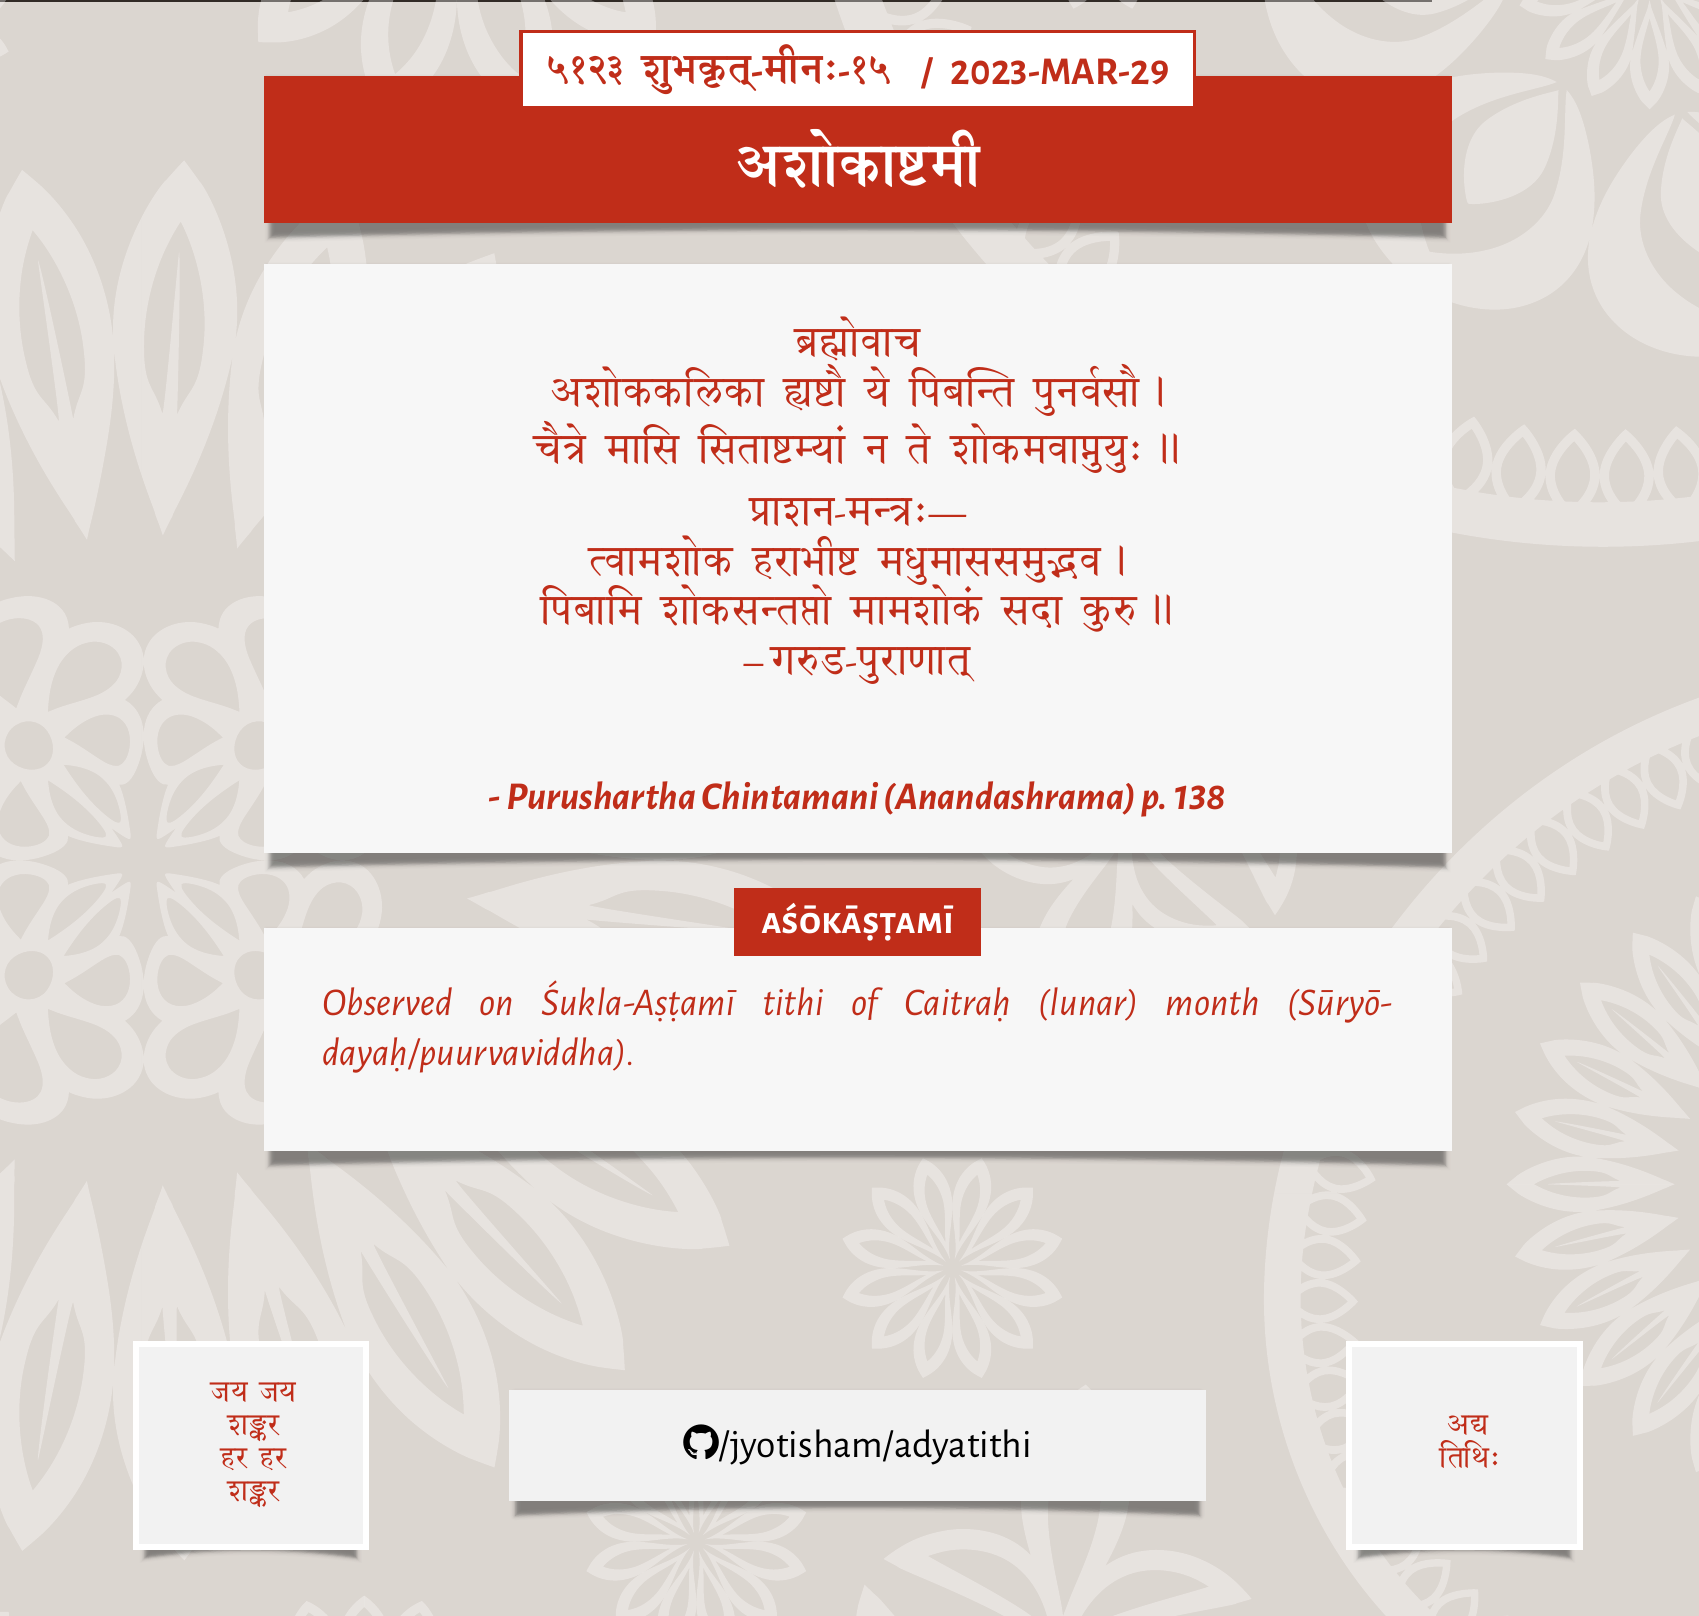 ५१२३ शुभकृत्-मीनः-१५ / 2023-MAR-29
अशोकाष्टमी
ब्रह्मोवाच
अशोककलिका ह्यष्टौ ये पिबन्ति पुनर्वसौ ।
चैत्रे मासि सिताष्टम्यां न ते शोकमवाप्नुयुः ॥
प्राशन-मन्त्रः—
त्वामशोक हराभीष्ट मधुमाससमुद्भव ।
पिबामि शोकसन्तप्तो मामशोकं सदा कुरु ॥
– गरुड-पुराणात्
- Purushartha Chintamani (Anandashrama) p. 138
AŚŌKĀṢṬAMĪ
Observed on Śukla-Aṣṭamī tithi of Caitraḥ (lunar) month (Sūryō-
dayaḥ/puurvaviddha).
जय जय
शङ्कर
हर हर
शङ्कर
/jyotisham/adyatithi
अद्य
तिथिः